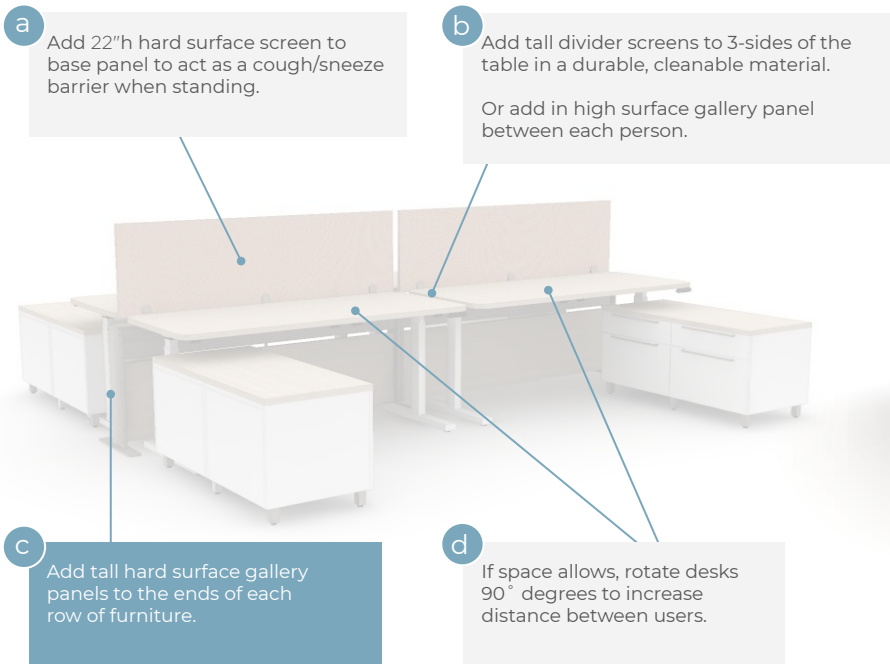 a
Add 22"h hard surface screen to
base panel to act as a cough/sneeze
barrier when standing.
b
Add tall divider screens to 3-sides of the
table in a durable, cleanable material.
Or add in high surface gallery panel
between each person.
c
Add tall hard surface gallery
panels to the ends of each
row of furniture.
d
If space allows, rotate desks
90˚ degrees to increase
distance between users.